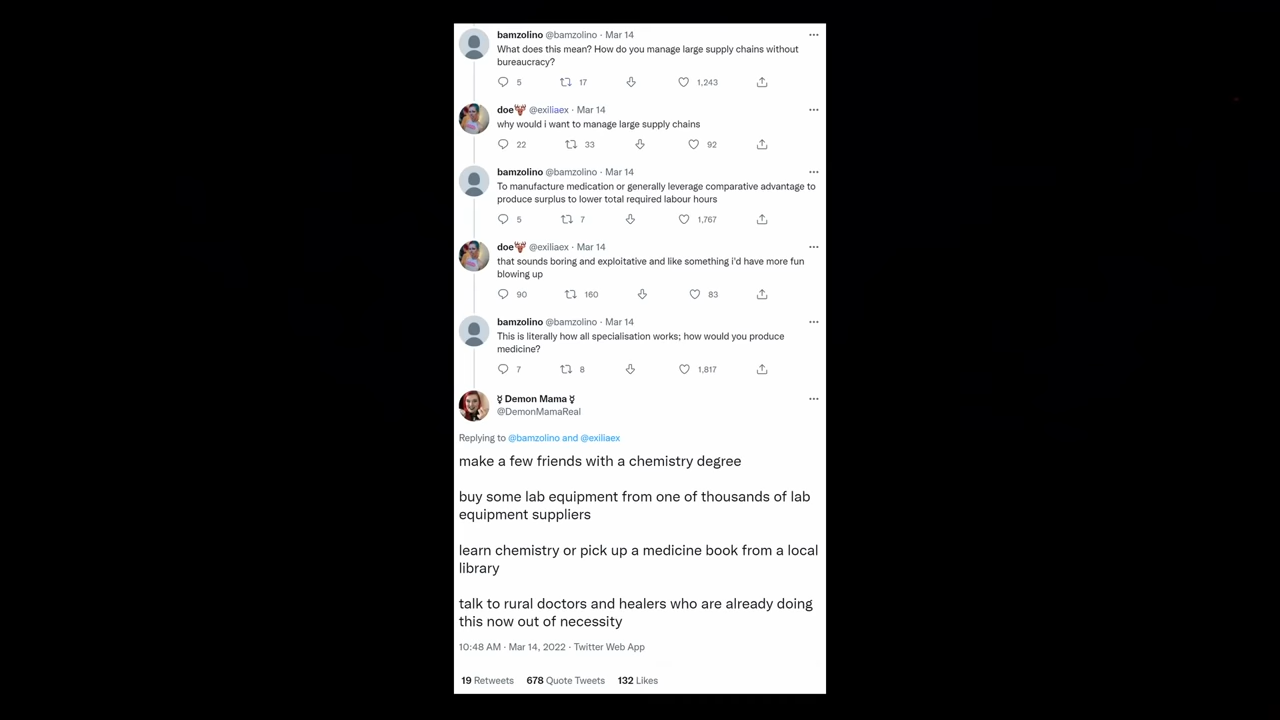 bamzolino @bamzolino · Mar 14
What does this mean? How do you manage large supply chains without
bureaucracy?
5 17 1,243
doe @exiliaex · Mar 14
why would i want to manage large supply chains
22 33 92
bamzolino @bamzolino · Mar 14
To manufacture medication or generally leverage comparative advantage to
produce surplus to lower total required labour hours
5 7 1,767
doe @exiliaex · Mar 14
that sounds boring and exploitative and like something i'd have more fun
blowing up
90 160 83
bamzolino @bamzolino · Mar 14
This is literally how all specialisation works; how would you produce
medicine?
7 8 1,817
☿ Demon Mama ☿
@DemonMamaReal
Replying to @bamzolino and @exiliaex
make a few friends with a chemistry degree
buy some lab equipment from one of thousands of lab
equipment suppliers
learn chemistry or pick up a medicine book from a local
library
talk to rural doctors and healers who are already doing
this now out of necessity
10:48 AM · Mar 14, 2022 · Twitter Web App
19 Retweets 678 Quote Tweets 132 Likes